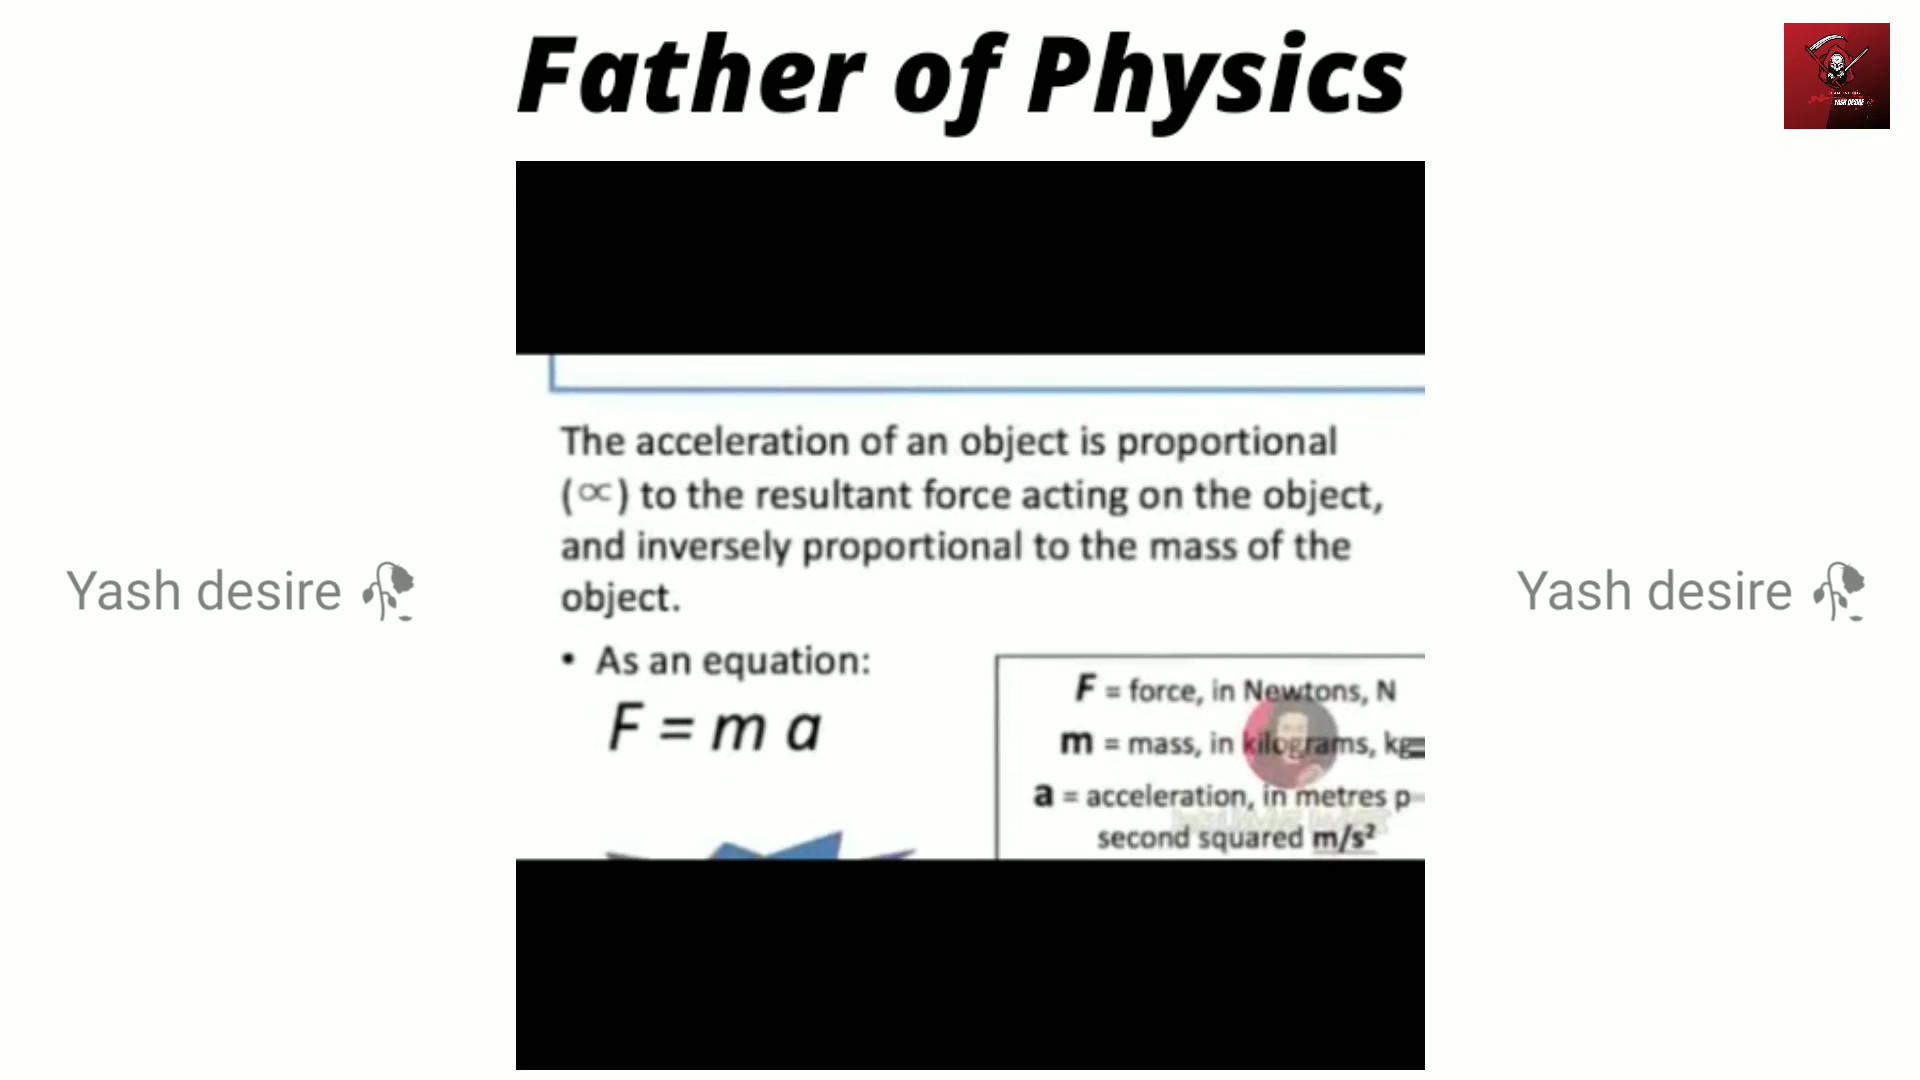 Father of Physics
YASH DESIRE
The acceleration of an object is proportional
(∝) to the resultant force acting on the object,
and inversely proportional to the mass of the
object.
• As an equation:
F = m a
F = force, in Newtons, N
m = mass, in kilograms, kg
a = acceleration, in metres p
second squared m/s²
Yash desire 🥀
Yash desire 🥀